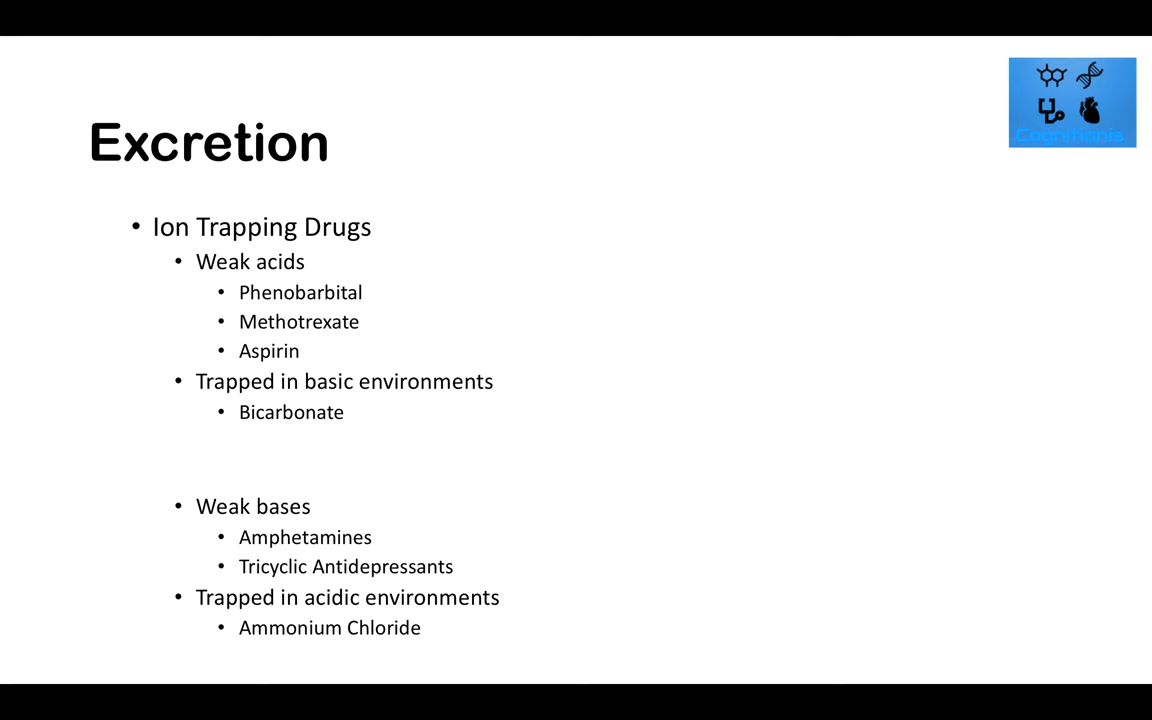 Cognitionis
Excretion
• Ion Trapping Drugs
• Weak acids
• Phenobarbital
• Methotrexate
• Aspirin
• Trapped in basic environments
• Bicarbonate
• Weak bases
• Amphetamines
• Tricyclic Antidepressants
• Trapped in acidic environments
• Ammonium Chloride